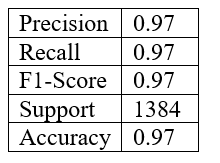 Precision 0.97
Recall 0.97
F1-Score 0.97
Support 1384
Accuracy 0.97